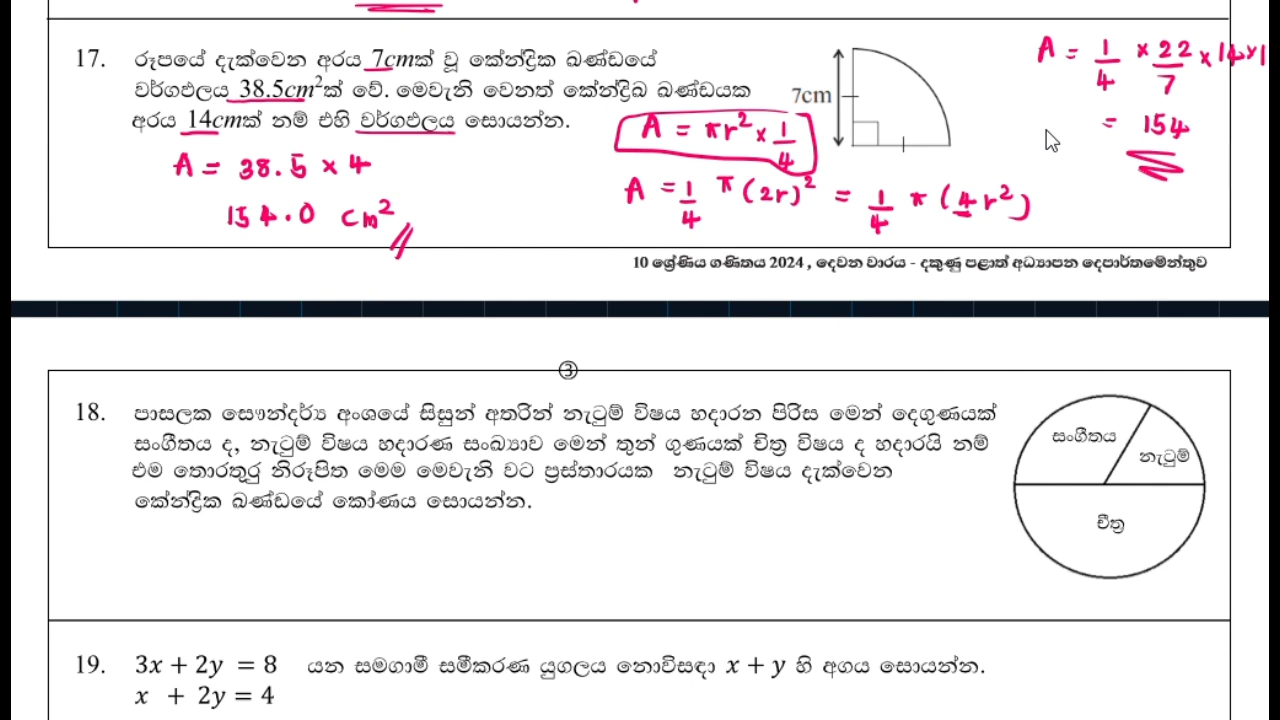 17. රූපයේ දැක්වෙන අරය 7cmක් වූ කේන්ද්‍රික ඛණ්ඩයේ
වර්ගඵලය 38.5cm²ක් වේ. මෙවැනි වෙනත් කේන්ද්‍රිඛ ඛණ්ඩයක
අරය 14cmක් නම් එහි වර්ගඵලය සොයන්න.
A = 38.5 × 4
154.0 cm²
7cm
A = πr² × 1/4
A = 1/4 π (2r)² = 1/4 π (4r²)
A = 1/4 × 22/7 × 14 × 1
= 154
10 ශ්‍රේණිය ගණිතය 2024 , දෙවන වාරය - දකුණු පළාත් අධ්‍යාපන දෙපාර්තමේන්තුව
③
18. පාසලක සෞන්දර්ය අංශයේ සිසුන් අතරින් නැටුම් විෂය හදාරන පිරිස මෙන් දෙගුණයක්
සංගීතය ද, නැටුම් විෂය හදාරණ සංඛ්‍යාව මෙන් තුන් ගුණයක් චිත්‍ර විෂය ද හදාරයි නම්
එම තොරතුරු නිරූපිත මෙම මෙවැනි වට ප්‍රස්තාරයක නැටුම් විෂය දැක්වෙන
කේන්ද්‍රික ඛණ්ඩයේ කෝණය සොයන්න.
සංගීතය
නැටුම්
චිත්‍ර
19. 3x + 2y = 8 යන සමගාමී සමීකරණ යුගලය නොවිසඳා x + y හි අගය සොයන්න.
x + 2y = 4